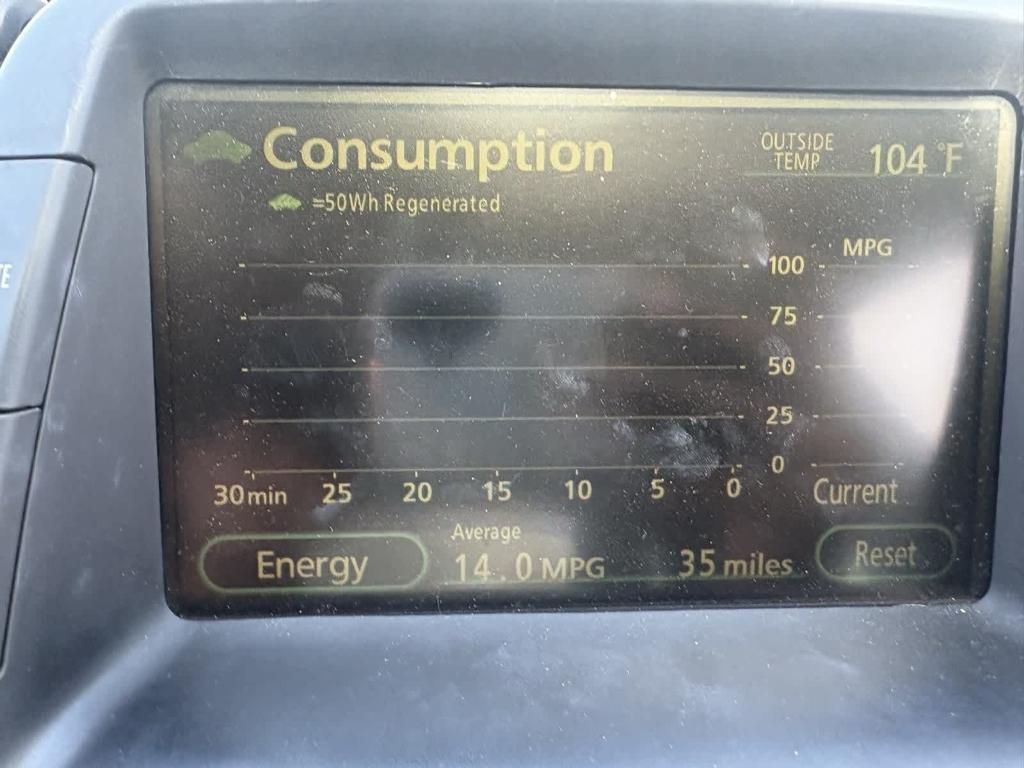 Consumption
OUTSIDE
TEMP
104 °F
=50Wh Regenerated
MPG
100
75
50
25
0
30min 25 20 15 10 5 0
Current
Average
Energy
14.0 MPG
35 miles
Reset